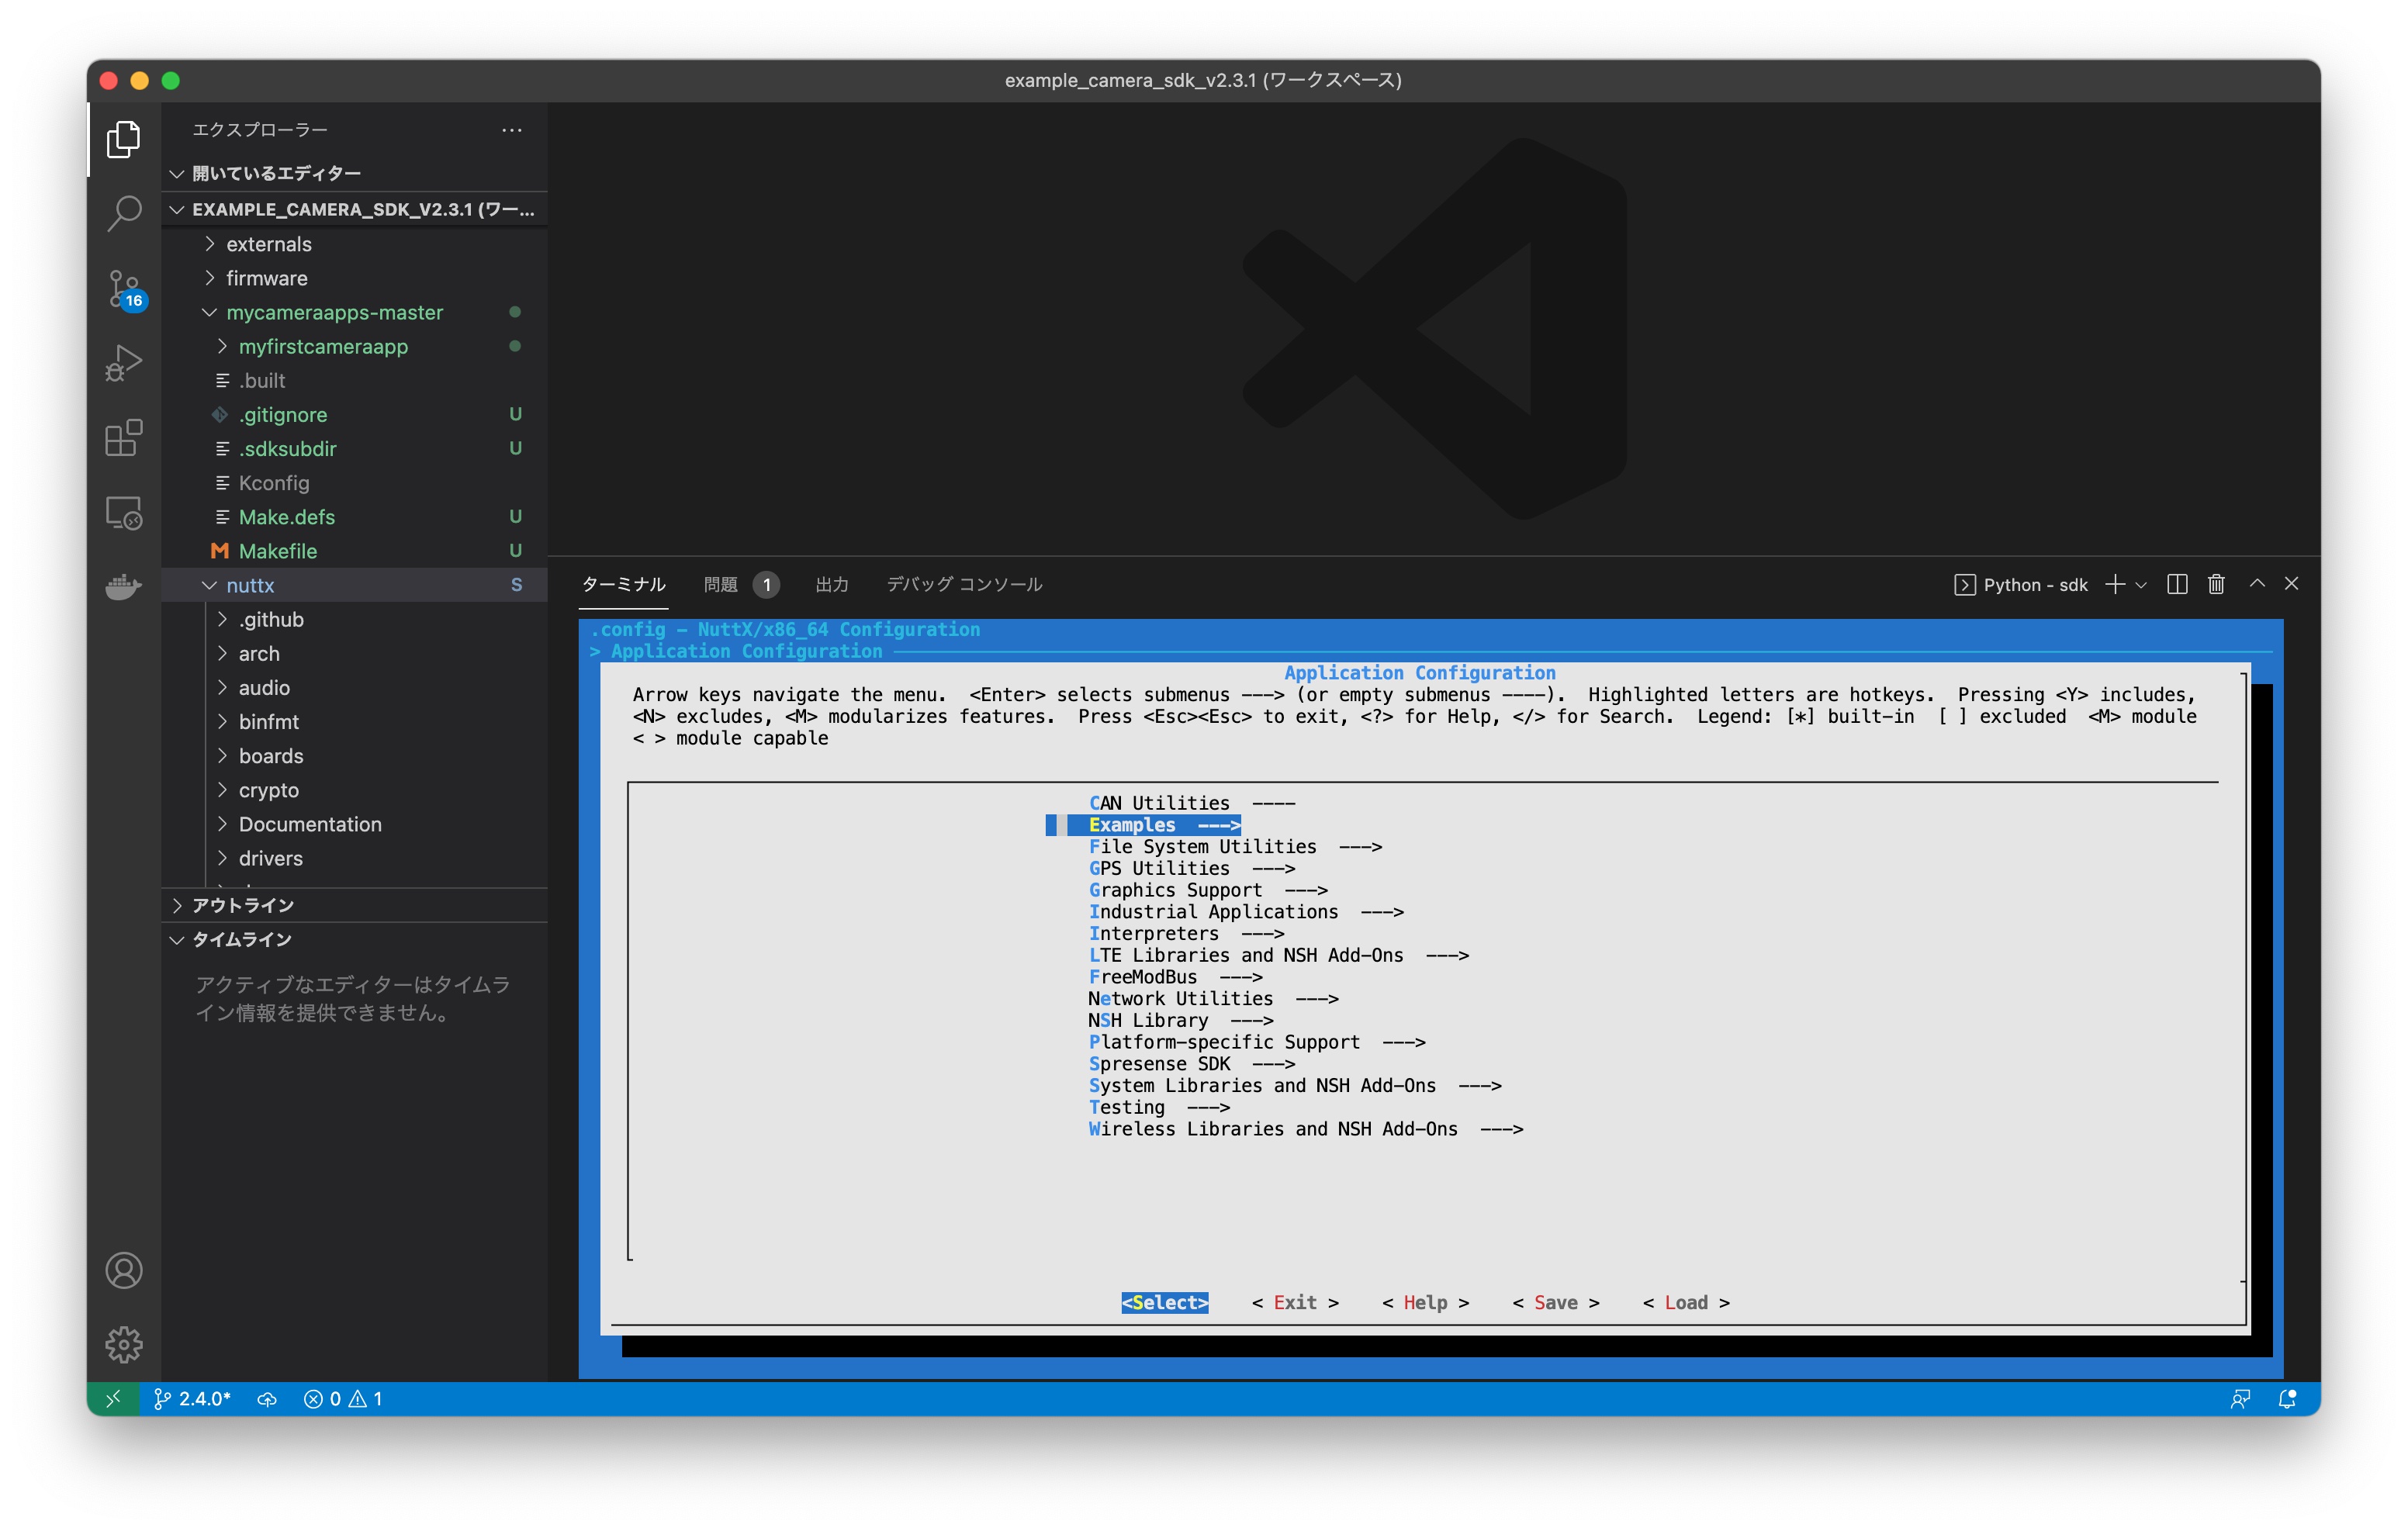 example_camera_sdk_v2.3.1 (ワークスペース)
エクスプローラー
開いているエディター
EXAMPLE_CAMERA_SDK_V2.3.1 (ワー...
externals
firmware
mycameraapps-master
myfirstcameraapp
.built
.gitignore U
.sdksubdir U
Kconfig
Make.defs U
Makefile U
nuttx S
.github
arch
audio
binfmt
boards
crypto
Documentation
drivers
アウトライン
タイムライン
アクティブなエディターはタイムラ
イン情報を提供できません。
16
ターミナル 問題 1 出力 デバッグ コンソール Python - sdk
.config - NuttX/x86_64 Configuration
> Application Configuration
Application Configuration
Arrow keys navigate the menu. <Enter> selects submenus ---> (or empty submenus ----). Highlighted letters are hotkeys. Pressing <Y> includes,
<N> excludes, <M> modularizes features. Press <Esc><Esc> to exit, <?> for Help, </> for Search. Legend: [*] built-in [ ] excluded <M> module
< > module capable
CAN Utilities ----
Examples --->
File System Utilities --->
GPS Utilities --->
Graphics Support --->
Industrial Applications --->
Interpreters --->
LTE Libraries and NSH Add-Ons --->
FreeModBus --->
Network Utilities --->
NSH Library --->
Platform-specific Support --->
Spresense SDK --->
System Libraries and NSH Add-Ons --->
Testing --->
Wireless Libraries and NSH Add-Ons --->
<Select> < Exit > < Help > < Save > < Load >
2.4.0* 0 1